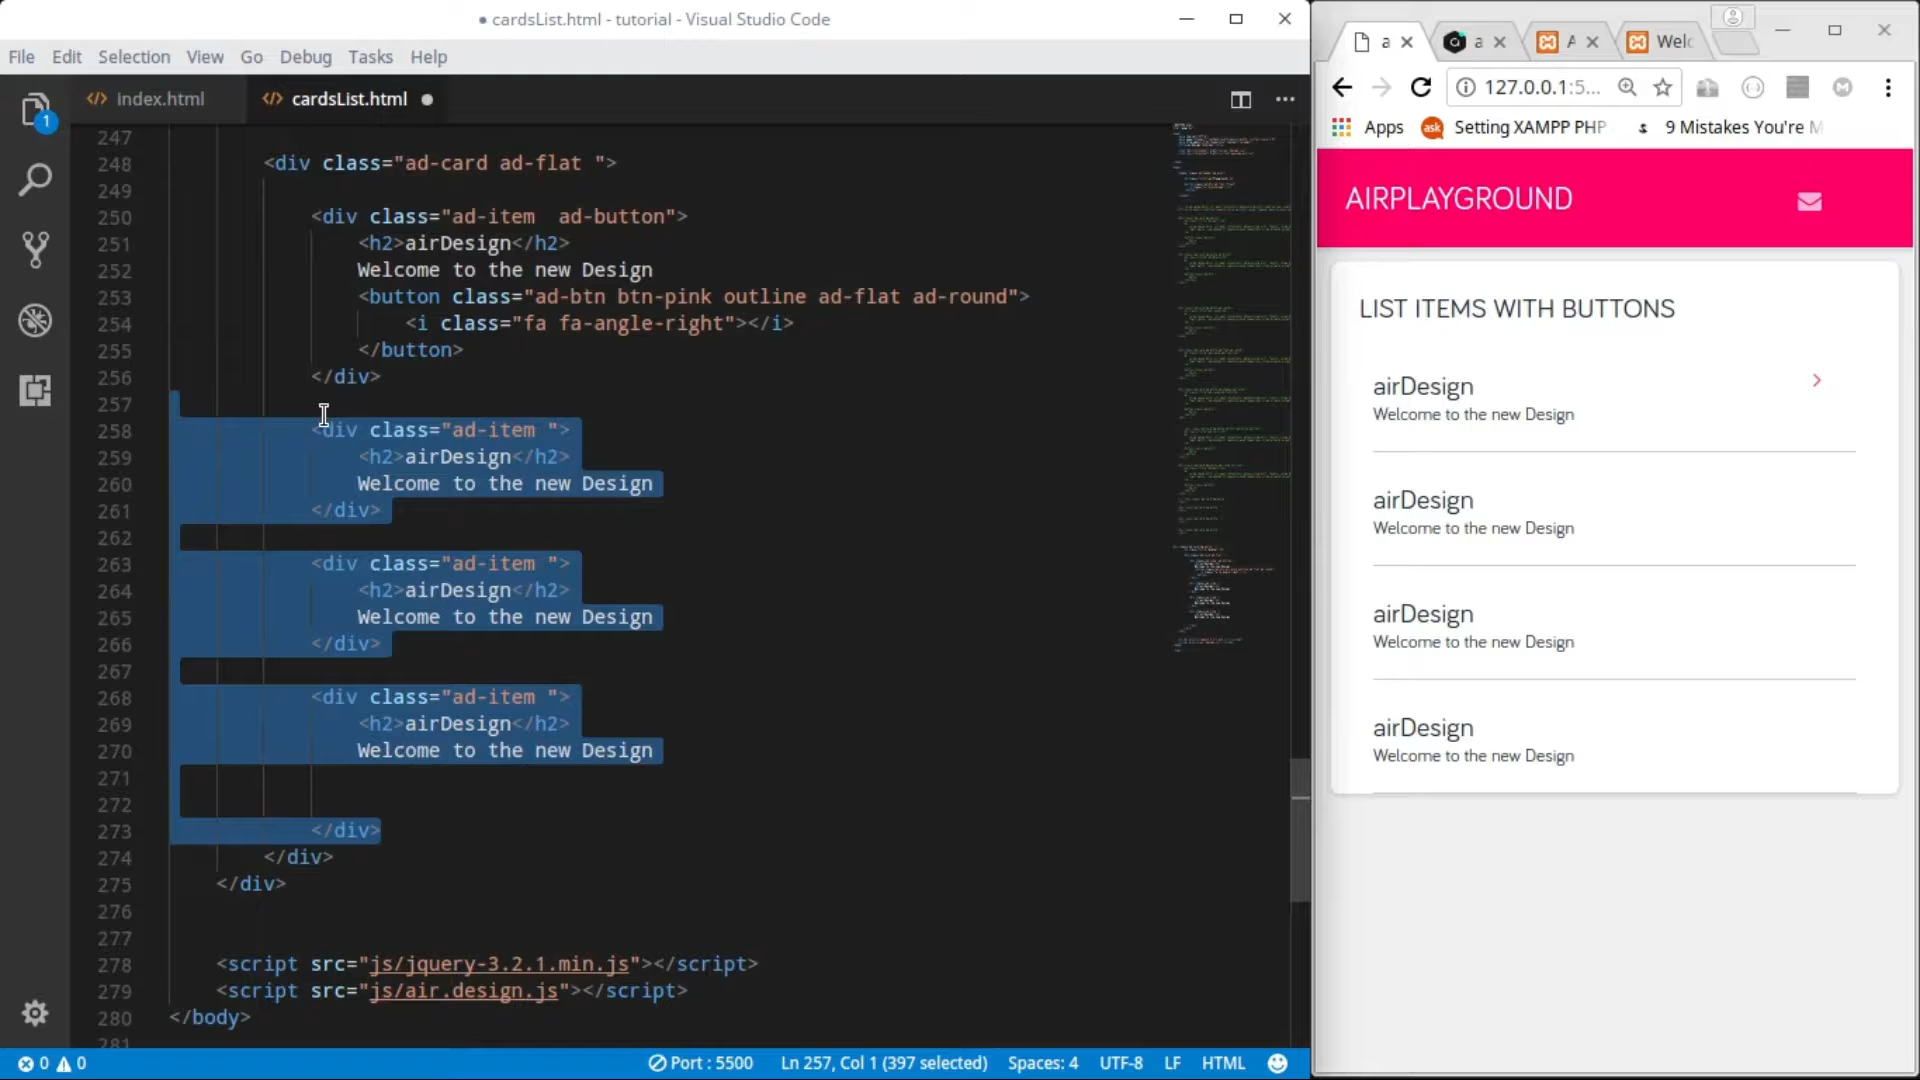 ● cardsList.html - tutorial - Visual Studio Code
File Edit Selection View Go Debug Tasks Help
1
index.html
cardsList.html
247
248 <div class="ad-card ad-flat ">
249
250 <div class="ad-item  ad-button">
251 <h2>airDesign</h2>
252 Welcome to the new Design
253 <button class="ad-btn btn-pink outline ad-flat ad-round">
254 <i class="fa fa-angle-right"></i>
255 </button>
256 </div>
257
258 <div class="ad-item ">
259 <h2>airDesign</h2>
260 Welcome to the new Design
261 </div>
262
263 <div class="ad-item ">
264 <h2>airDesign</h2>
265 Welcome to the new Design
266 </div>
267
268 <div class="ad-item ">
269 <h2>airDesign</h2>
270 Welcome to the new Design
271
272
273 </div>
274 </div>
275 </div>
276
277
278 <script src="js/jquery-3.2.1.min.js"></script>
279 <script src="js/air.design.js"></script>
280 </body>
281
0 0 Port : 5500 Ln 257, Col 1 (397 selected) Spaces: 4 UTF-8 LF HTML
a a A Welc
127.0.0.1:5...
Apps ask Setting XAMPP PHP s 9 Mistakes You're M
AIRPLAYGROUND
LIST ITEMS WITH BUTTONS
airDesign
Welcome to the new Design
airDesign
Welcome to the new Design
airDesign
Welcome to the new Design
airDesign
Welcome to the new Design